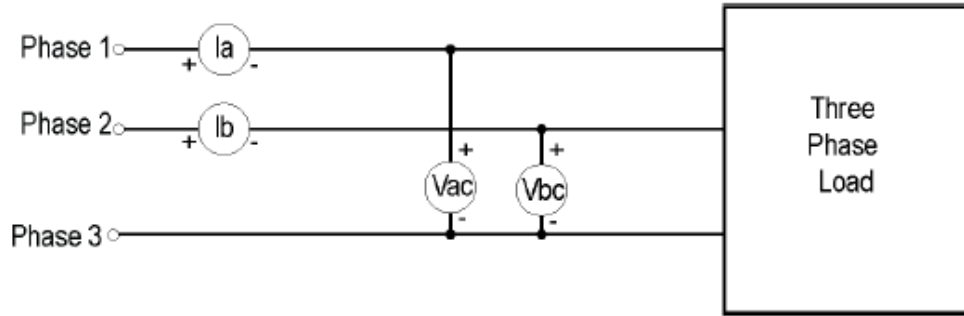 Phase 1
+ Ia -
Phase 2
+ Ib -
Three
Phase
Load
+ +
Vac Vbc
- -
Phase 3